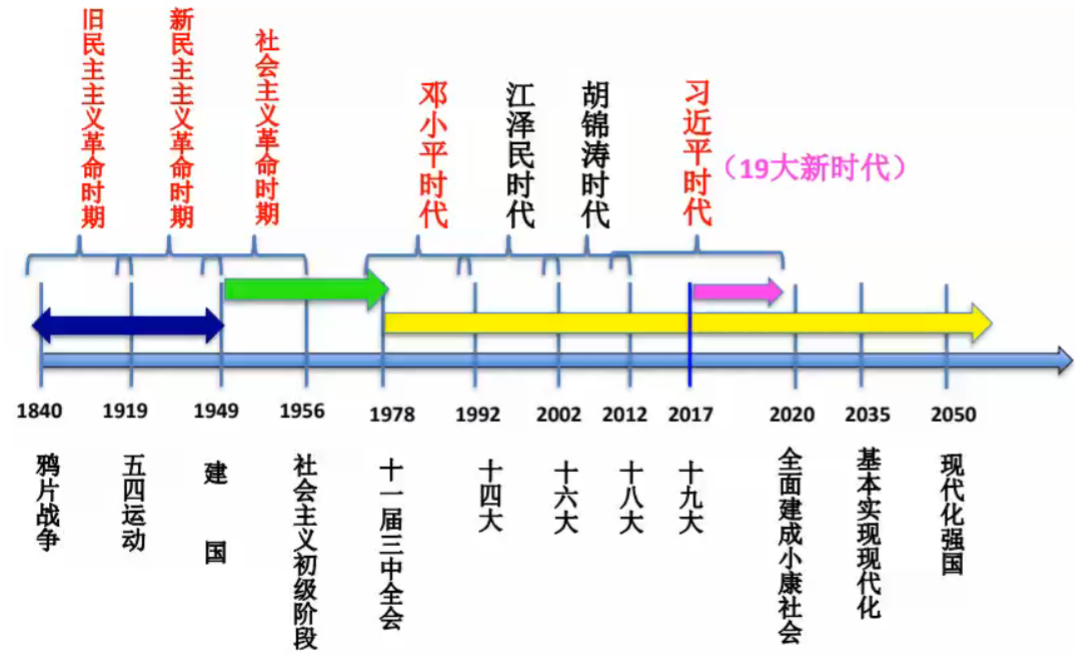 旧民主主义革命时期
新民主主义革命时期
社会主义革命时期
邓小平时代
江泽民时代
胡锦涛时代
习近平时代
（19大新时代）
1840
1919
1949
1956
1978
1992
2002
2012
2017
2020
2035
2050
鸦片战争
五四运动
建国
社会主义初级阶段
十一届三中全会
十四大
十六大
十八大
十九大
全面建成小康社会
基本实现现代化
现代化强国